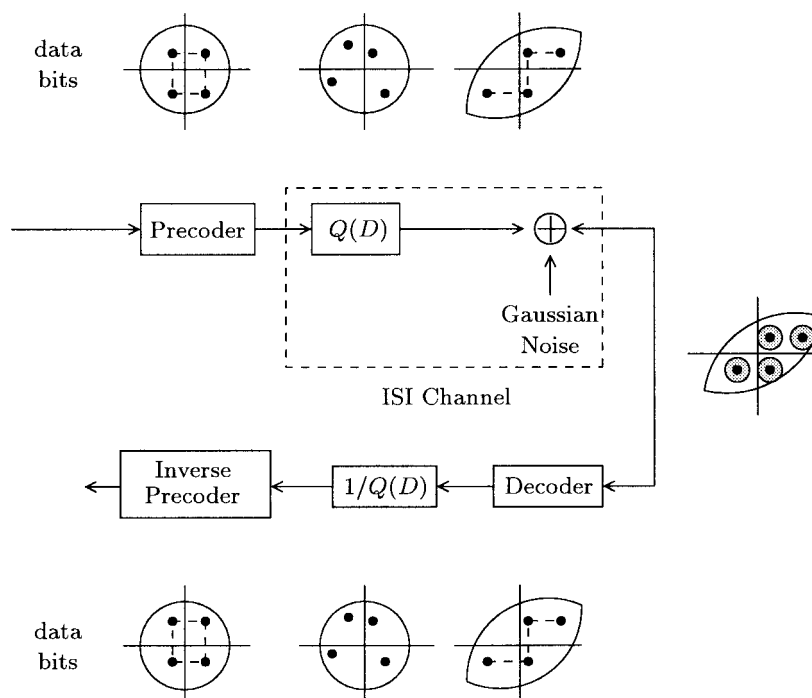 data
bits
Precoder
Q(D)
Gaussian
Noise
ISI Channel
Inverse
Precoder
1/Q(D)
Decoder
data
bits